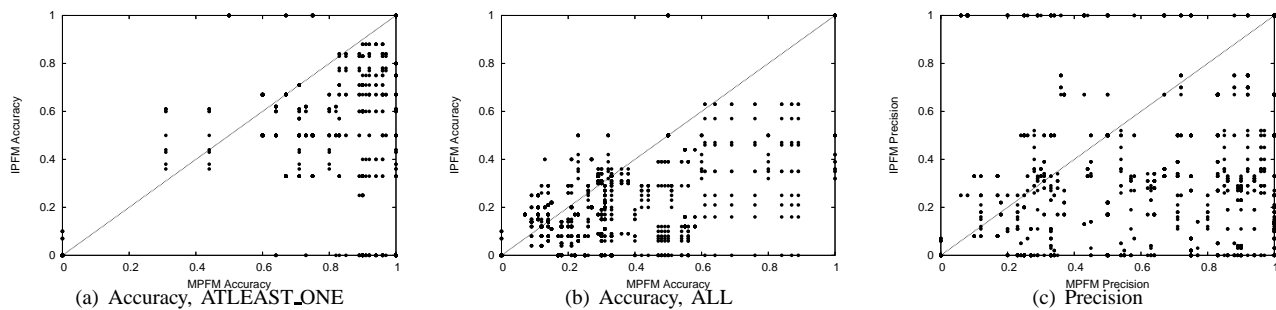 1
0.8
0.6
0.4
0.2
0
IPFM Accuracy
0 0.2 0.4 0.6 0.8 1
MPFM Accuracy
(a) Accuracy, ATLEAST_ONE
1
0.8
0.6
0.4
0.2
0
IPFM Accuracy
0 0.2 0.4 0.6 0.8 1
MPFM Accuracy
(b) Accuracy, ALL
1
0.8
0.6
0.4
0.2
0
IPFM Precision
0 0.2 0.4 0.6 0.8 1
MPFM Precision
(c) Precision